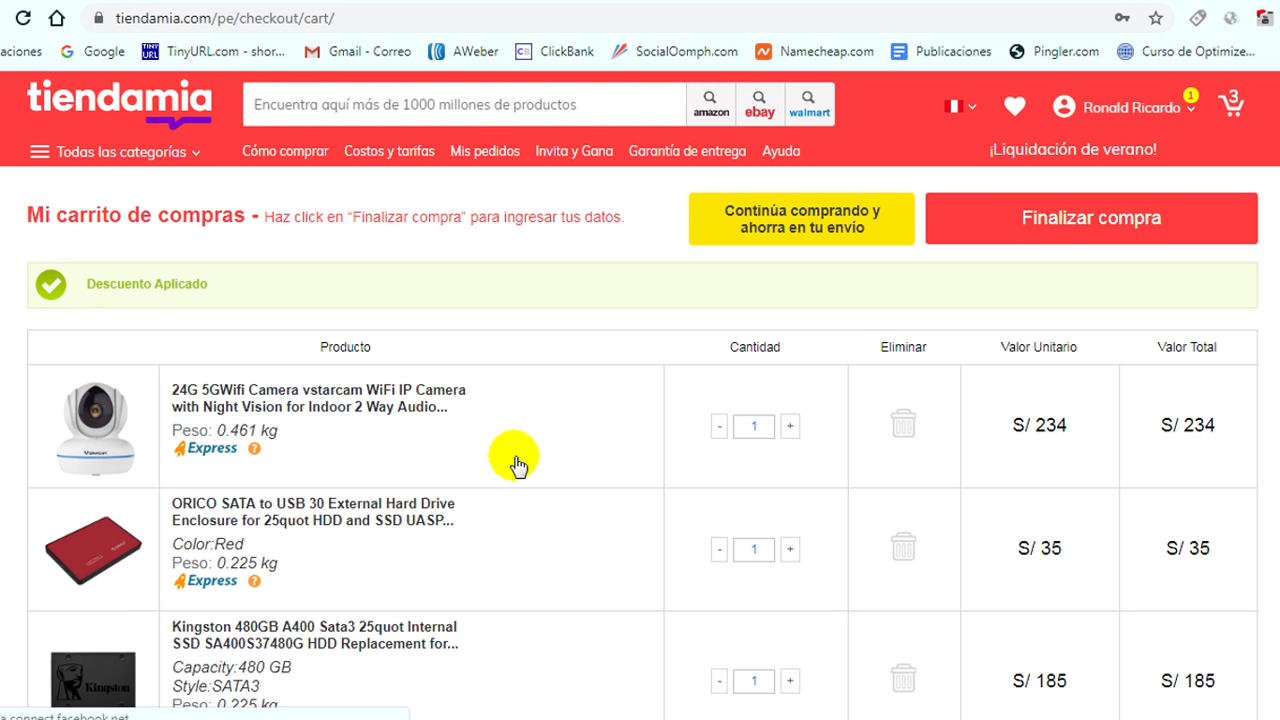 tiendamia.com/pe/checkout/cart/
aciones
Google
TinyURL.com - shor...
Gmail - Correo
AWeber
ClickBank
SocialOomph.com
Namecheap.com
Publicaciones
Pingler.com
Curso de Optimize...
tiendamia
Encuentra aquí más de 1000 millones de productos
amazon
ebay
walmart
Ronald Ricardo
1
3
Todas las categorías
Cómo comprar
Costos y tarifas
Mis pedidos
Invita y Gana
Garantía de entrega
Ayuda
¡Liquidación de verano!
Mi carrito de compras - Haz click en “Finalizar compra” para ingresar tus datos.
Continúa comprando y
ahorra en tu envío
Finalizar compra
Descuento Aplicado
Producto
Cantidad
Eliminar
Valor Unitario
Valor Total
24G 5GWifi Camera vstarcam WiFi IP Camera
with Night Vision for Indoor 2 Way Audio...
Peso: 0.461 kg
Express ?
- 1 +
S/ 234
S/ 234
ORICO SATA to USB 30 External Hard Drive
Enclosure for 25quot HDD and SSD UASP...
Color:Red
Peso: 0.225 kg
Express ?
- 1 +
S/ 35
S/ 35
Kingston
Kingston 480GB A400 Sata3 25quot Internal
SSD SA400S37480G HDD Replacement for...
Capacity:480 GB
Style:SATA3
Peso: 0.225 kg
- 1 +
S/ 185
S/ 185
a connect.facebook.net